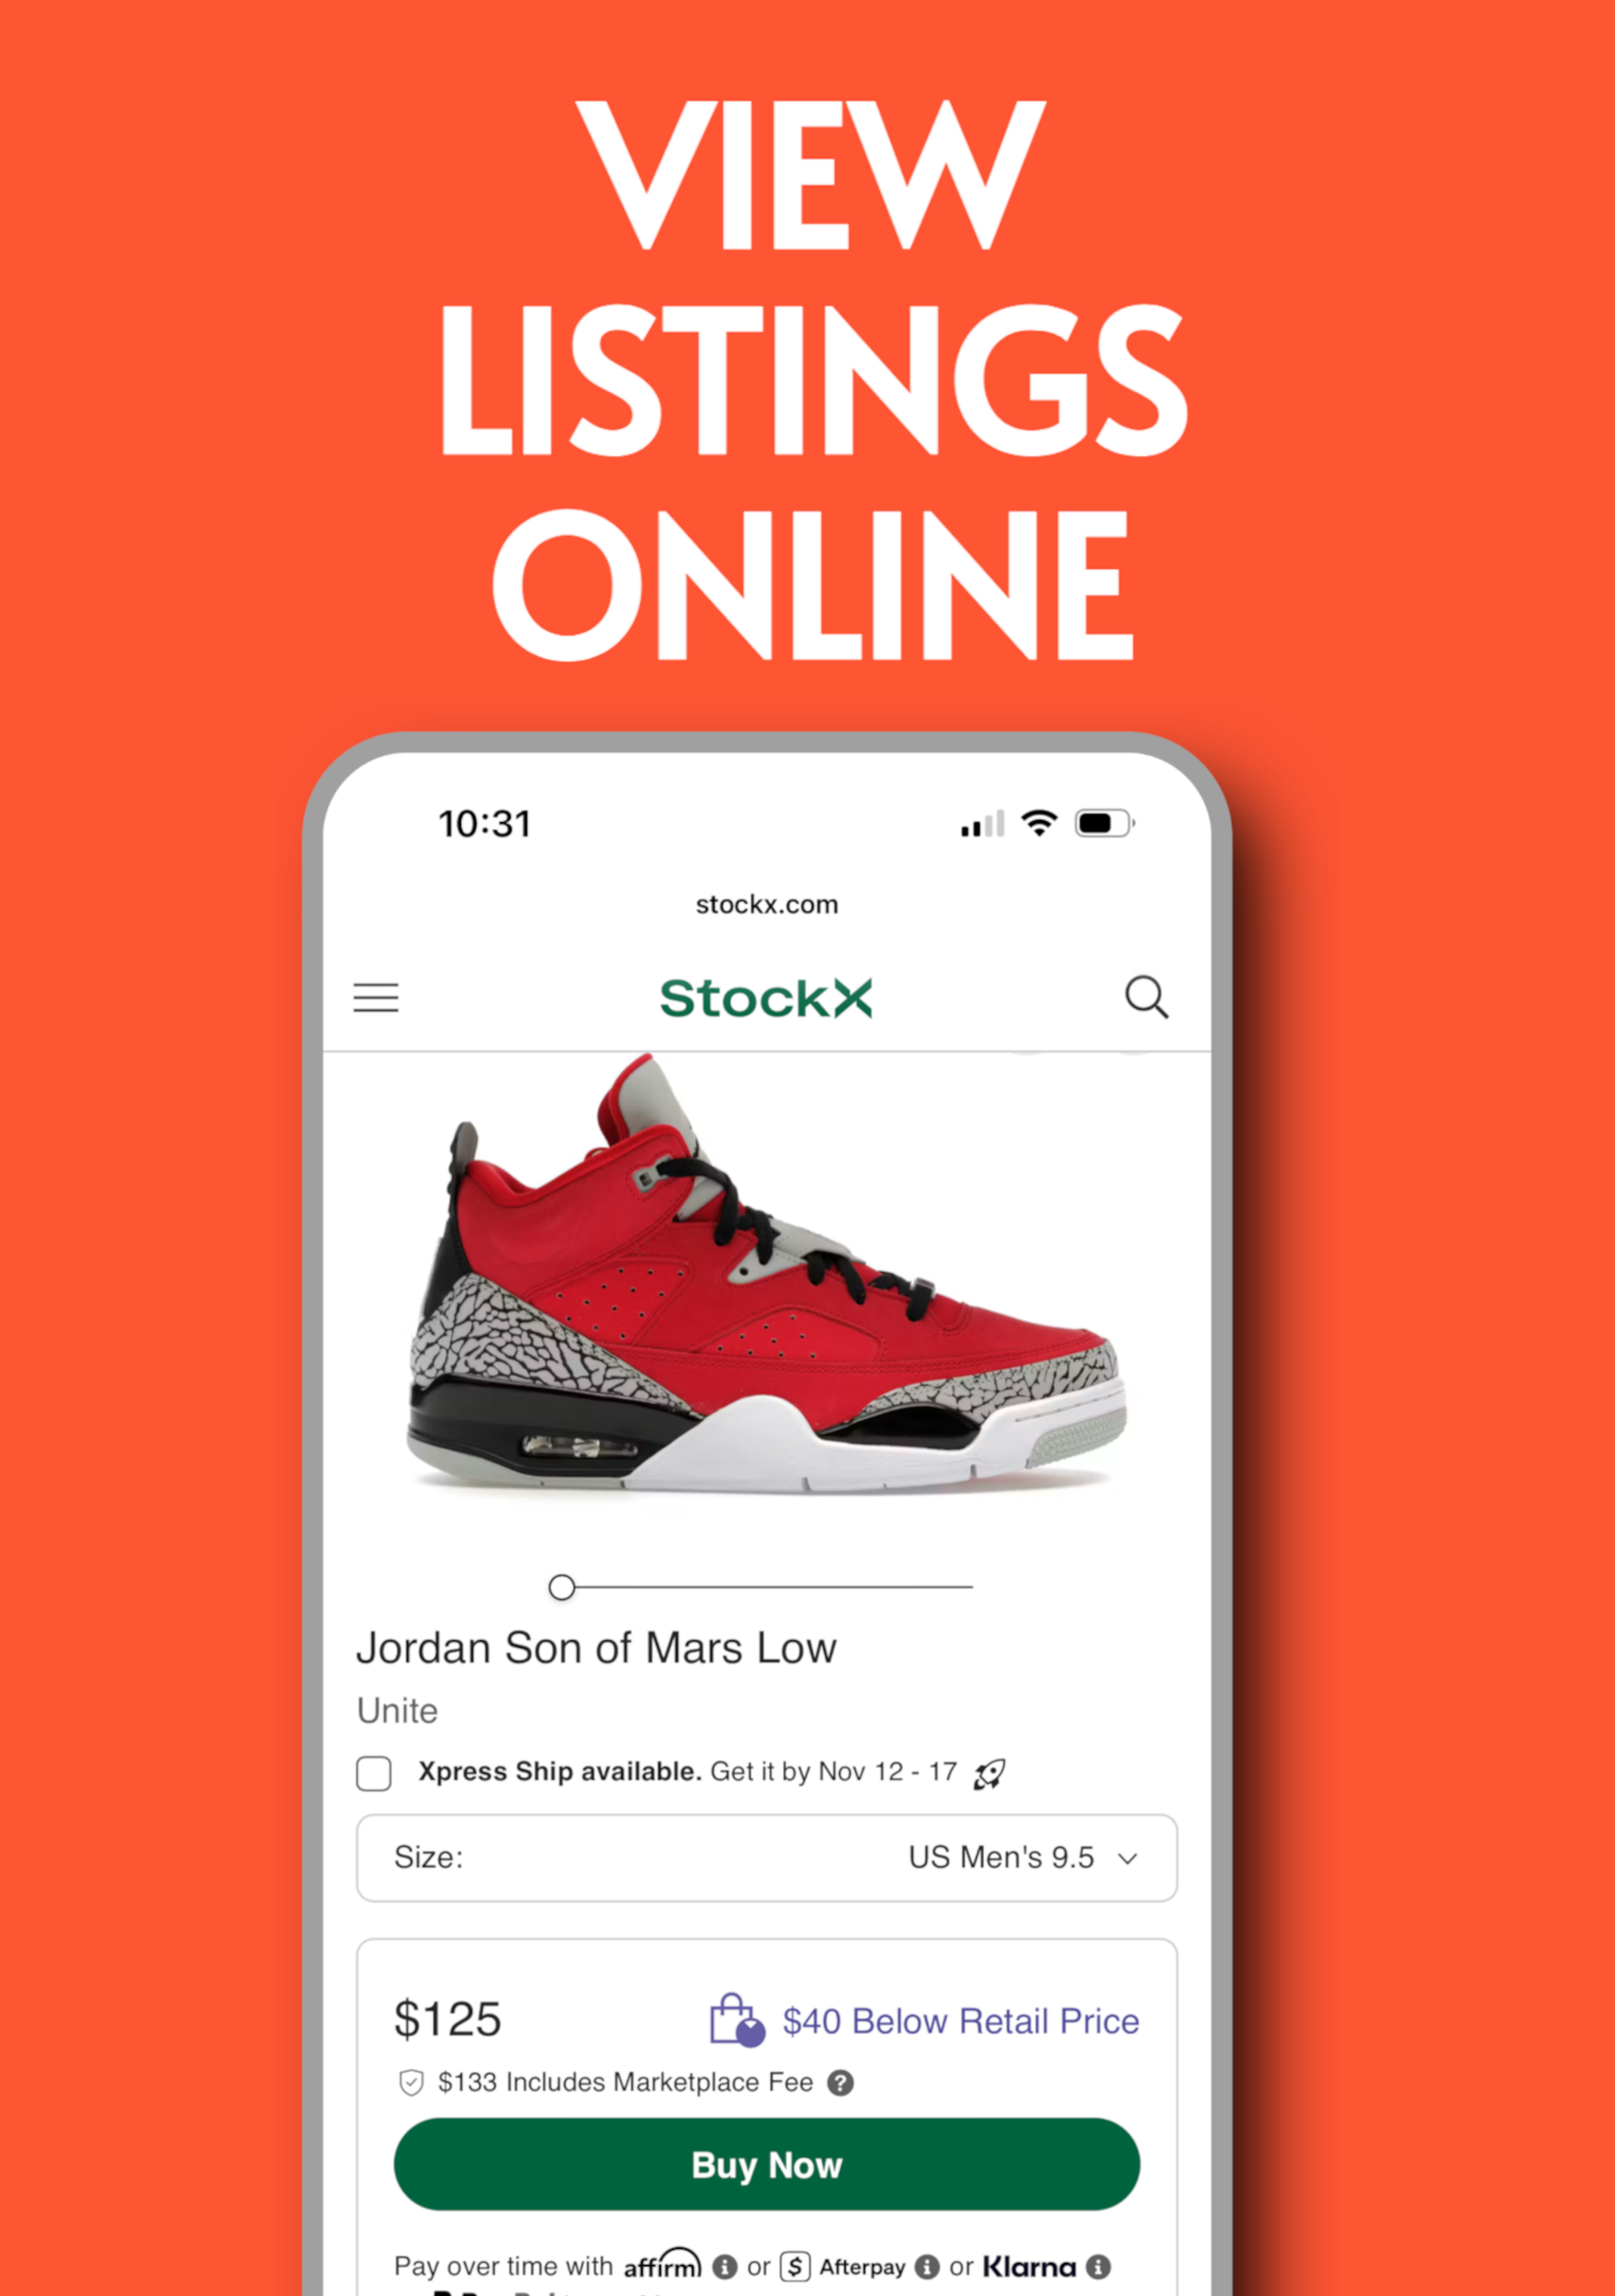 VIEW
LISTINGS
ONLINE
10:31
stockx.com
StockX
Jordan Son of Mars Low
Unite
Xpress Ship available. Get it by Nov 12 - 17
Size: US Men's 9.5
$125 $40 Below Retail Price
$133 Includes Marketplace Fee ?
Buy Now
Pay over time with affirm or Afterpay or Klarna